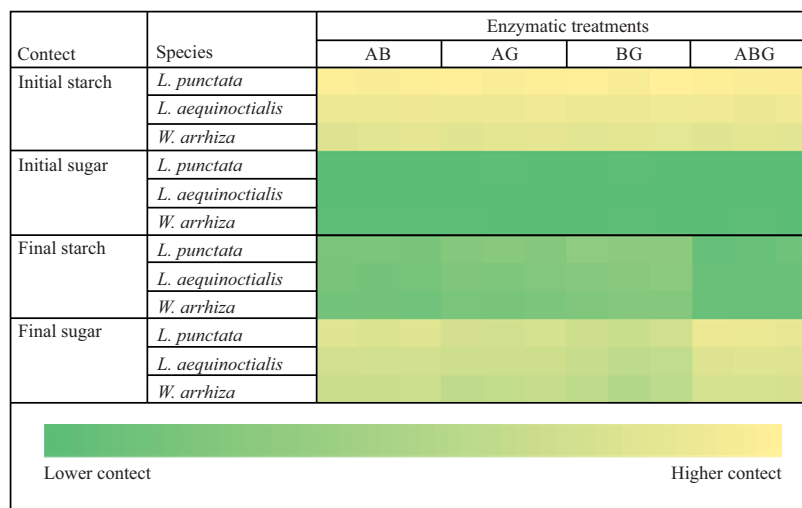 Enzymatic treatments
Contect Species AB AG BG ABG
Initial starch L. punctata
L. aequinoctialis
W. arrhiza
Initial sugar L. punctata
L. aequinoctialis
W. arrhiza
Final starch L. punctata
L. aequinoctialis
W. arrhiza
Final sugar L. punctata
L. aequinoctialis
W. arrhiza
Lower contect Higher contect